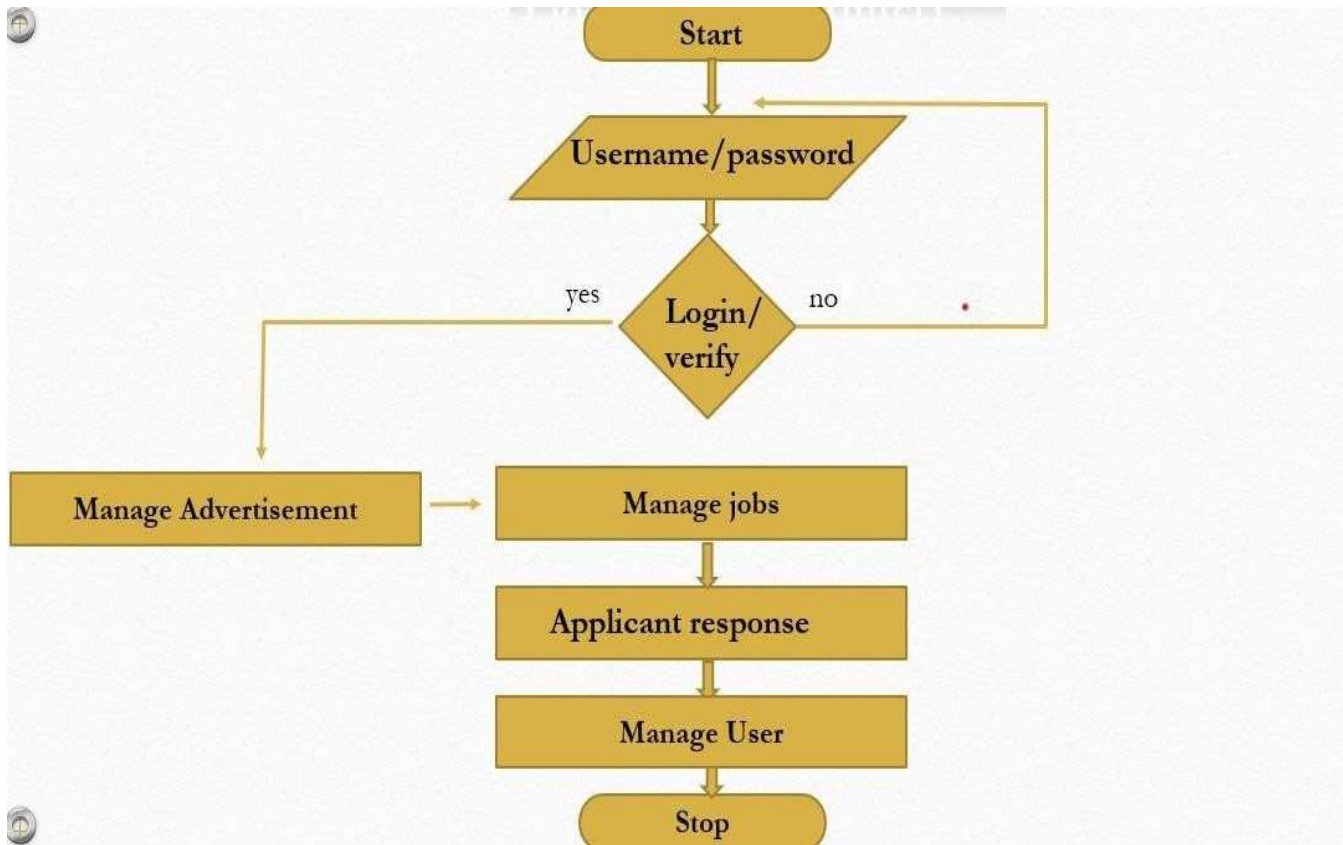 Start
Username/password
yes
Login/
verify
no
Manage Advertisement
Manage jobs
Applicant response
Manage User
Stop